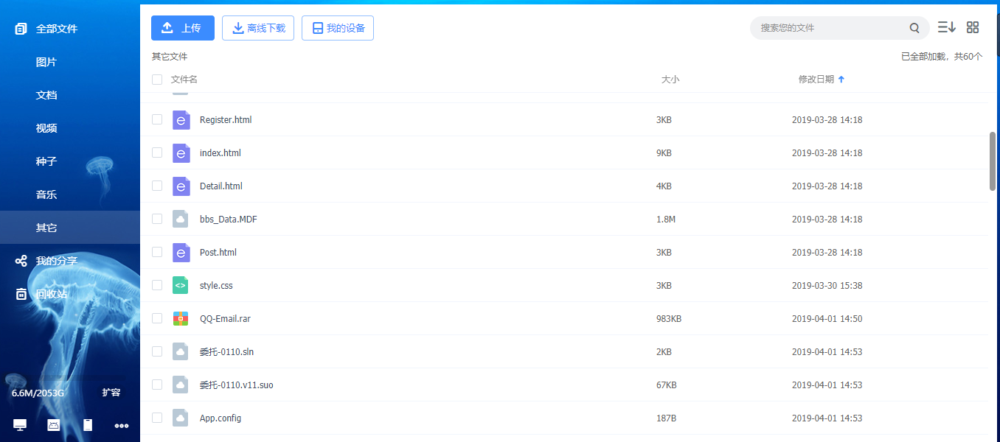 全部文件
图片
文档
视频
种子
音乐
其它
我的分享
回收站
6.6M/2053G 扩容
上传 离线下载 我的设备 搜索您的文件
其它文件 已全部加载，共60个
文件名 大小 修改日期
Register.html 3KB 2019-03-28 14:18
index.html 9KB 2019-03-28 14:18
Detail.html 4KB 2019-03-28 14:18
bbs_Data.MDF 1.8M 2019-03-28 14:18
Post.html 3KB 2019-03-28 14:18
style.css 3KB 2019-03-30 15:38
QQ-Email.rar 983KB 2019-04-01 14:50
委托-0110.sln 2KB 2019-04-01 14:53
委托-0110.v11.suo 67KB 2019-04-01 14:53
App.config 187B 2019-04-01 14:53